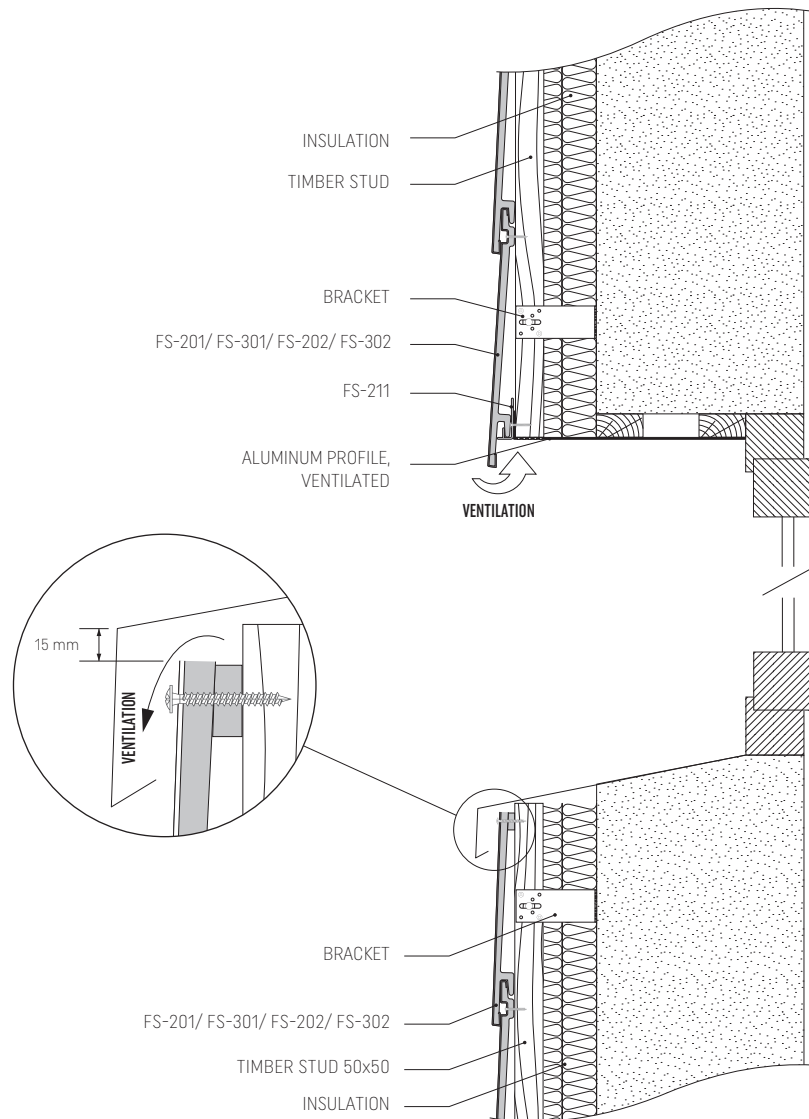 INSULATION
TIMBER STUD
BRACKET
FS-201/ FS-301/ FS-202/ FS-302
FS-211
ALUMINUM PROFILE,
VENTILATED
VENTILATION
15 mm
VENTILATION
BRACKET
FS-201/ FS-301/ FS-202/ FS-302
TIMBER STUD 50x50
INSULATION